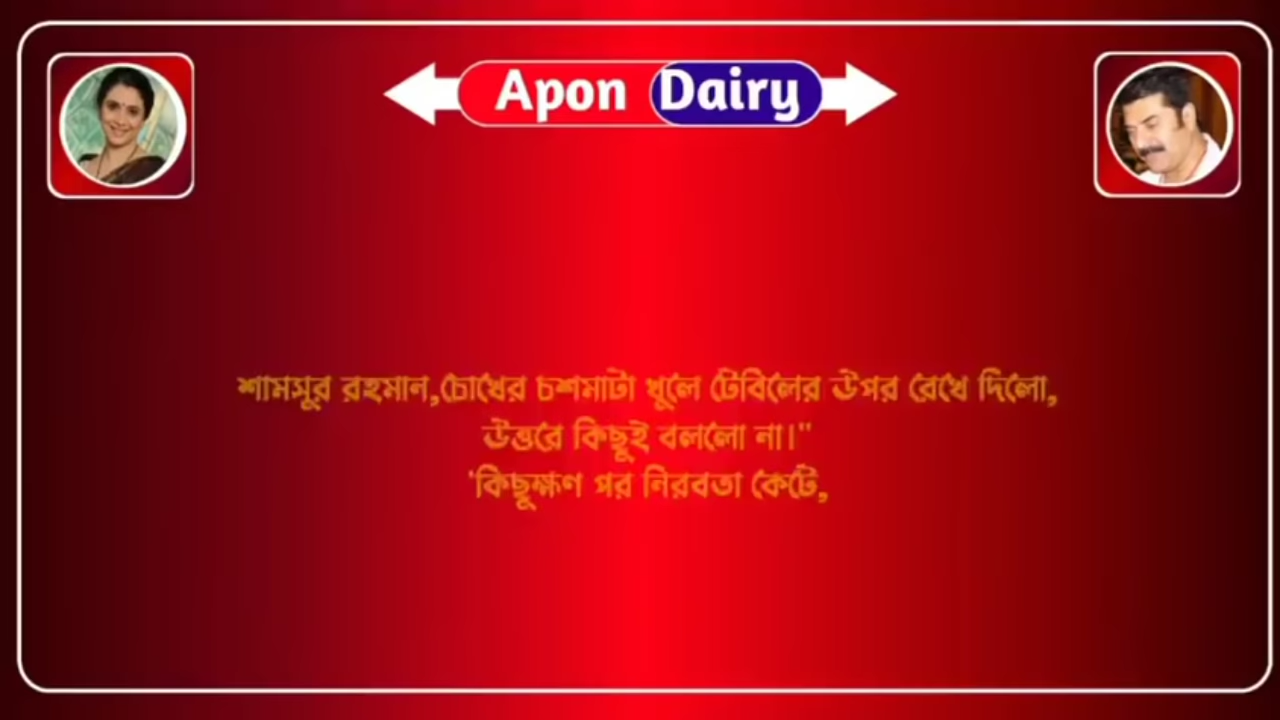 Apon Dairy
শামসুর রহমান,চোখের চশমাটা খুলে টেবিলের উপর রেখে দিলো,
উত্তরে কিছুই বললো না।"
'কিছুক্ষণ পর নিরবতা কেটে,